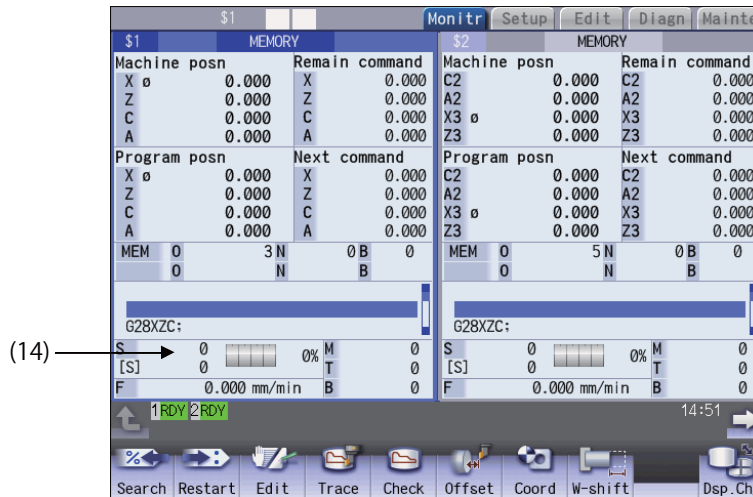 $1
Monitr Setup Edit Diagn Mainte
$1 MEMORY
Machine posn Remain command
X ø 0.000 X 0.000
Z 0.000 Z 0.000
C 0.000 C 0.000
A 0.000 A 0.000
Program posn Next command
X ø 0.000 X 0.000
Z 0.000 Z 0.000
C 0.000 C 0.000
A 0.000 A 0.000
MEM O 3 N 0 B 0
O N B
G28XZC;
(14)
S 0 0% M 0
[S] 0 T 0
F 0.000 mm/min B 0
$2 MEMORY
Machine posn Remain command
C2 0.000 C2 0.000
A2 0.000 A2 0.000
X3 ø 0.000 X3 0.000
Z3 0.000 Z3 0.000
Program posn Next command
C2 0.000 C2 0.000
A2 0.000 A2 0.000
X3 ø 0.000 X3 0.000
Z3 0.000 Z3 0.000
MEM O 5 N 0 B 0
O N B
G28XZC;
S 0 0% M 0
[S] 0 T 0
F 0.000 mm/min B 0
1 RDY 2 RDY 14:51
Search Restart Edit Trace Check Offset Coord W-shift Dsp.Ch